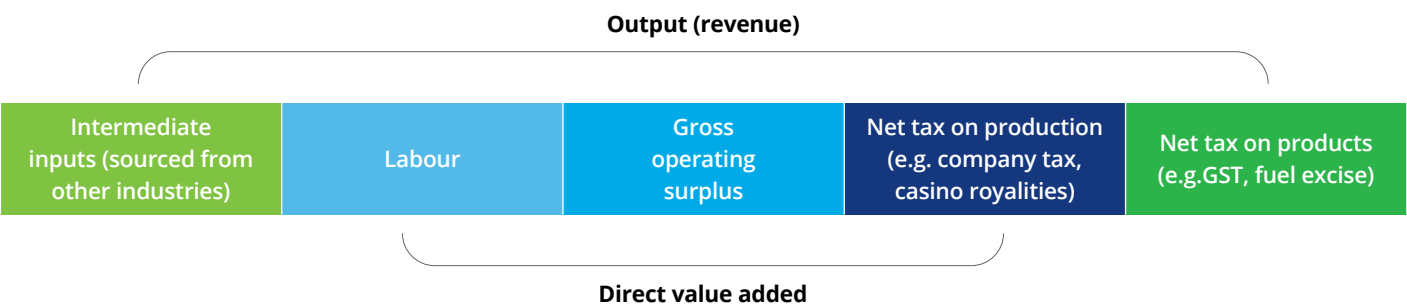 Output (revenue)
Intermediate
inputs (sourced from
other industries)
Labour
Gross
operating
surplus
Net tax on production
(e.g. company tax,
casino royalities)
Net tax on products
(e.g.GST, fuel excise)
Direct value added